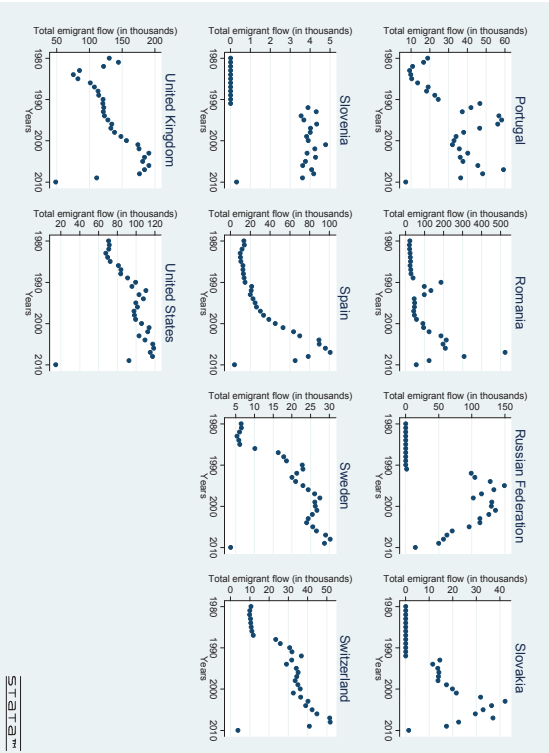 Portugal
Total emigrant flow (in thousands)
10 20 30 40 50 60
1980 1990 2000 2010
Years
Romania
Total emigrant flow (in thousands)
0 100 200 300 400 500
1980 1990 2000 2010
Years
Russian Federation
Total emigrant flow (in thousands)
0 50 100 150
1980 1990 2000 2010
Years
Slovakia
Total emigrant flow (in thousands)
0 10 20 30 40
1980 1990 2000 2010
Years
Slovenia
Total emigrant flow (in thousands)
0 1 2 3 4 5
1980 1990 2000 2010
Years
Spain
Total emigrant flow (in thousands)
0 20 40 60 80 100
1980 1990 2000 2010
Years
Sweden
Total emigrant flow (in thousands)
5 10 15 20 25 30
1980 1990 2000 2010
Years
Switzerland
Total emigrant flow (in thousands)
0 10 20 30 40 50
1980 1990 2000 2010
Years
United Kingdom
Total emigrant flow (in thousands)
50 100 150 200
1980 1990 2000 2010
Years
United States
Total emigrant flow (in thousands)
20 40 60 80 100 120
1980 1990 2000 2010
Years
STATA™